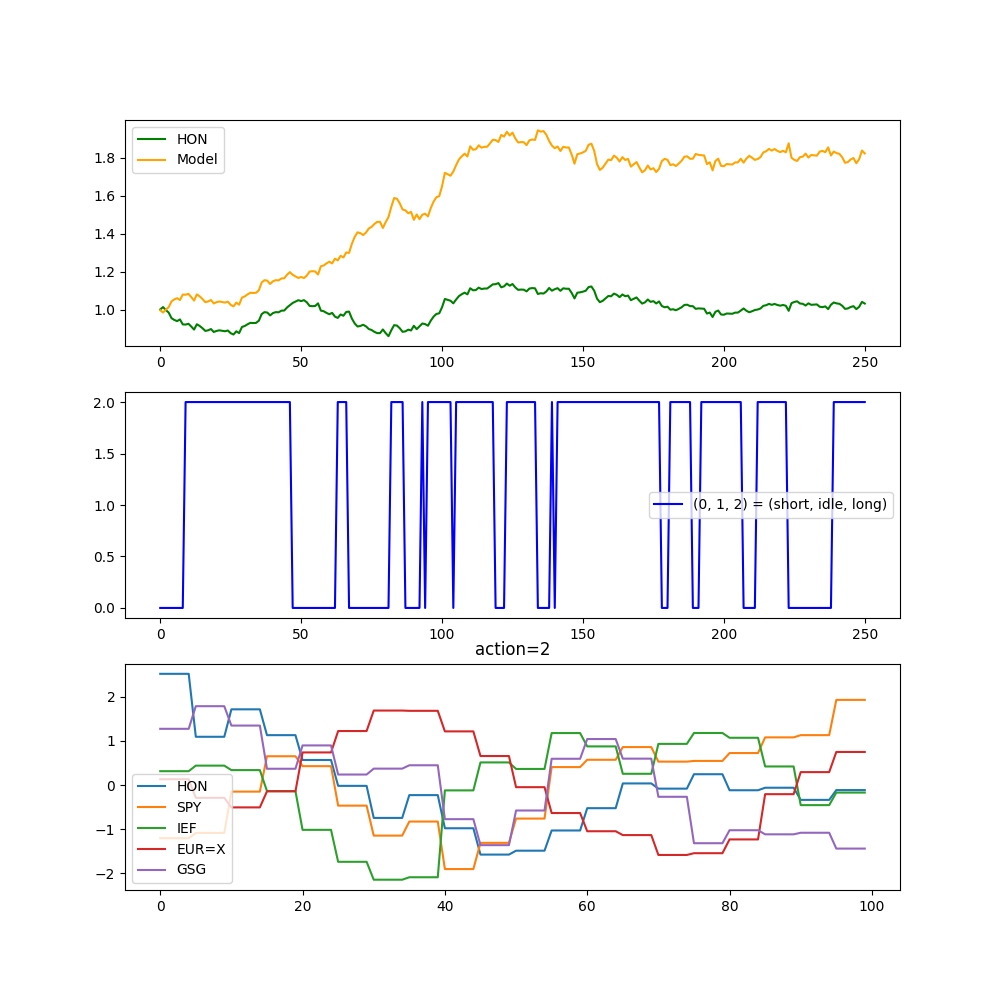 HON
Model
1.8
1.6
1.4
1.2
1.0
0 50 100 150 200 250
2.0
1.5
1.0
0.5
0.0
(0, 1, 2) = (short, idle, long)
0 50 100 150 200 250
action=2
2
1
0
−1
−2
HON
SPY
IEF
EUR=X
GSG
0 20 40 60 80 100